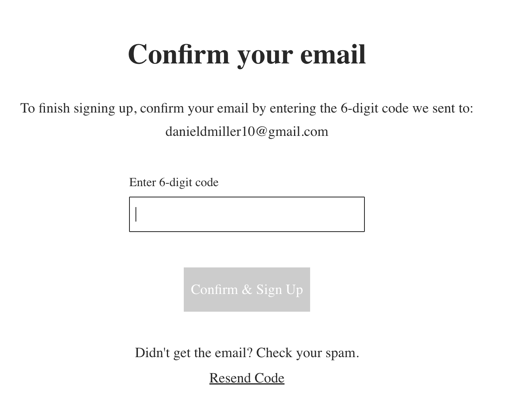 Confirm your email
To finish signing up, confirm your email by entering the 6-digit code we sent to:
danieldmiller10@gmail.com
Enter 6-digit code
Confirm & Sign Up
Didn't get the email? Check your spam.
Resend Code